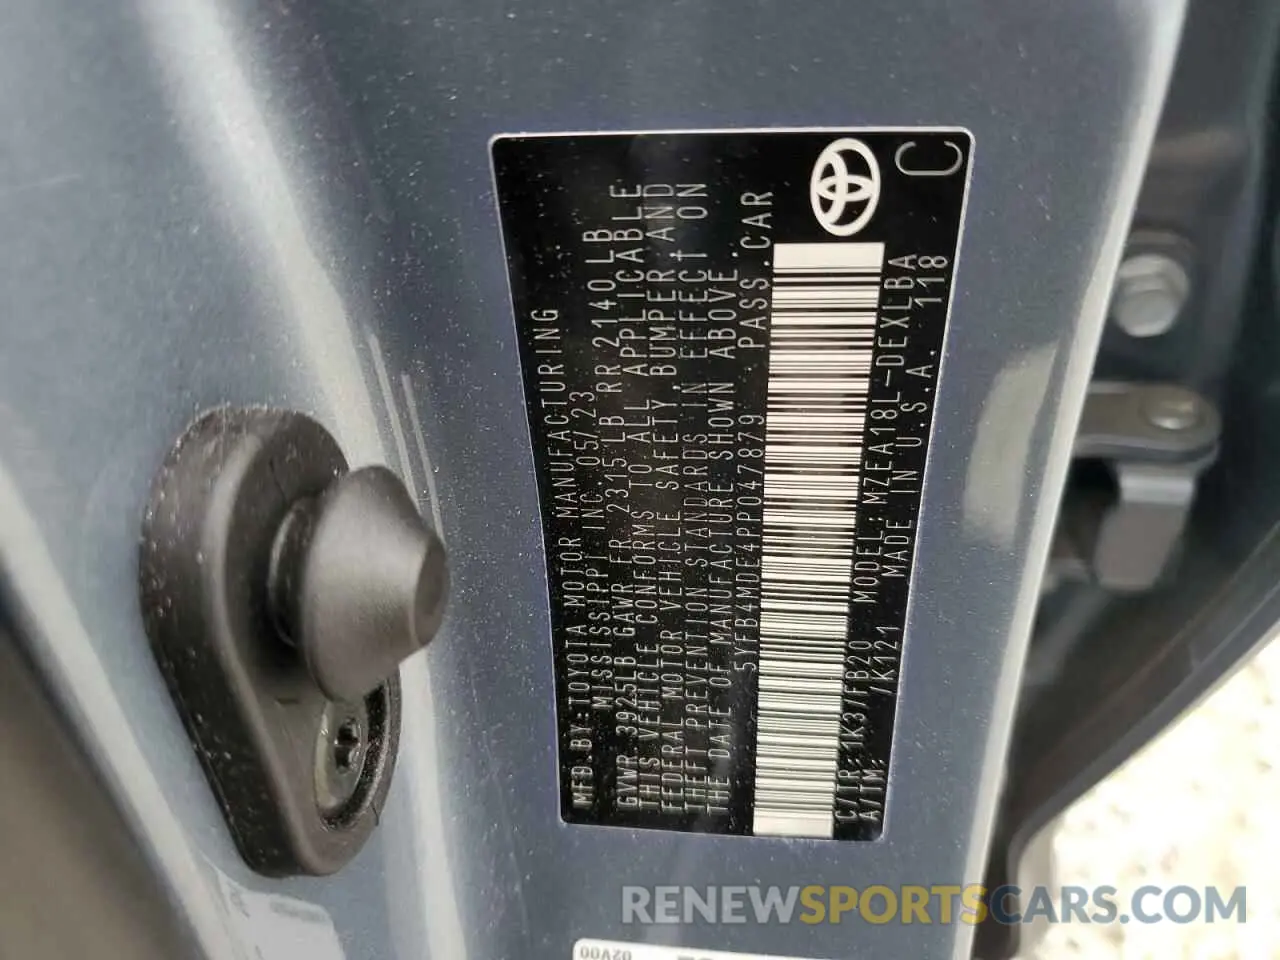 MFD.BY:TOYOTA MOTOR MANUFACTURING
MISSISSIPPI INC 05/23
GVWR 3925LB GAWR FR 2315LB RR 2140LB
THIS VEHICLE CONFORMS TO ALL APPLICABLE
FEDERAL MOTOR VEHICLE SAFETY, BUMPER, AND
THEFT PREVENTION STANDARDS IN EFFECT ON
THE DATE OF MANUFACTURE SHOWN ABOVE.
5YFB4MDE4PP047879 PASS.CAR
C/TR:1K37/FB20 MODEL:MZEA18L-DEXLBA
A/TM: /K121 MADE IN U.S.A. 118
C
02V00
RENEWSPORTSCARS.COM